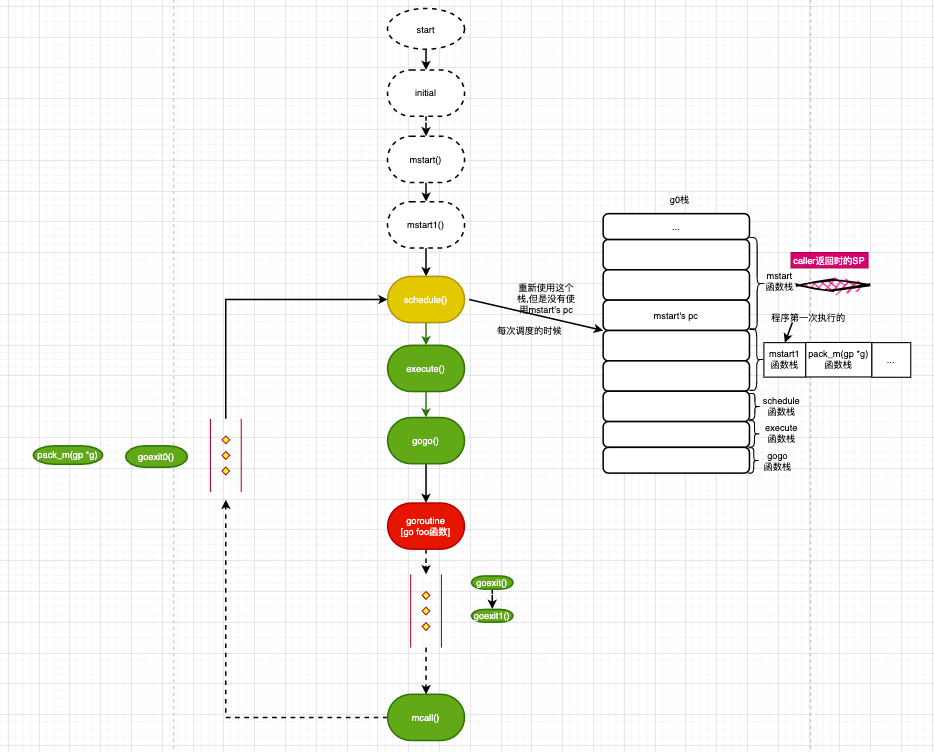 start
initial
mstart()
mstart1()
schedule()
execute()
gogo()
goroutine
[go foo函数]
goexit()
goexit1()
mcall()
pack_m(gp *g)
goexit0()
重新使用这个
栈,但是没有使
用mstart's pc
每次调度的时候
g0栈
...
mstart's pc
mstart
函数栈
caller返回时的SP
程序第一次执行的
mstart1
函数栈
pack_m(gp *g)
函数栈
...
schedule
函数栈
execute
函数栈
gogo
函数栈